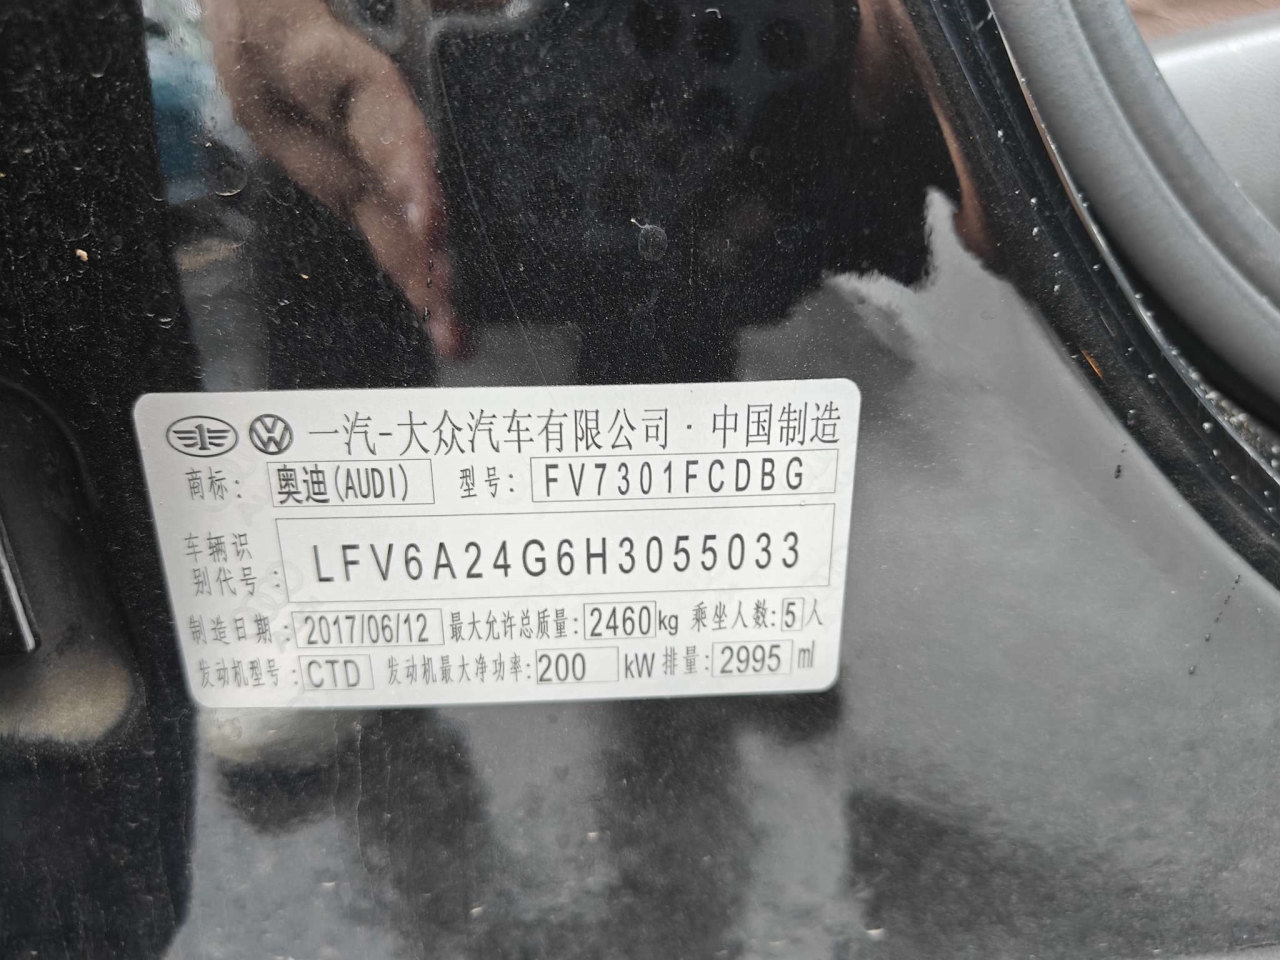 一汽-大众汽车有限公司·中国制造
商标: 奥迪(AUDI) 型号: FV7301FCDBG
车辆识别代号: LFV6A24G6H3055033
制造日期: 2017/06/12 最大允许总质量: 2460kg 乘坐人数: 5人
发动机型号: CTD 发动机最大净功率: 200 kW 排量: 2995 ml